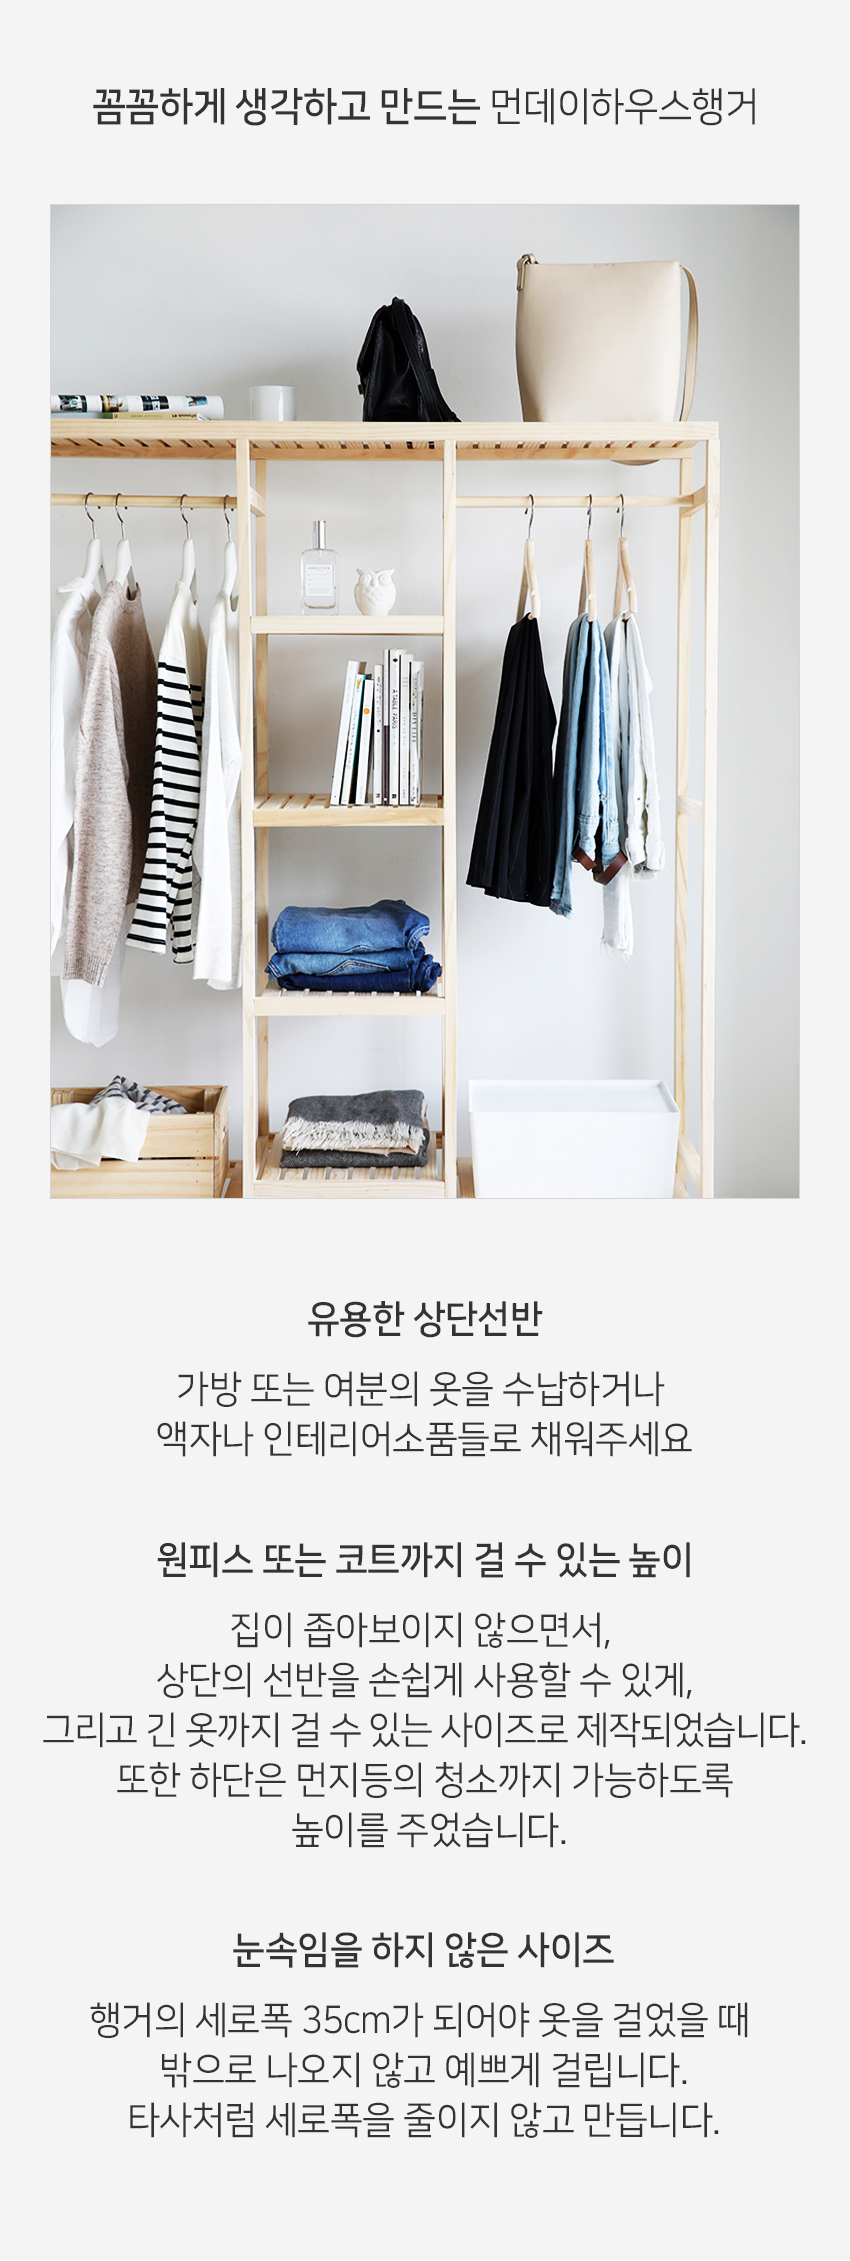 꼼꼼하게 생각하고 만드는 먼데이하우스행거
A TABLE
유용한 상단선반
가방 또는 여분의 옷을 수납하거나
액자나 인테리어소품들로 채워주세요
원피스 또는 코트까지 걸 수 있는 높이
집이 좁아보이지 않으면서,
상단의 선반을 손쉽게 사용할 수 있게,
그리고 긴 옷까지 걸 수 있는 사이즈로 제작되었습니다.
또한 하단은 먼지등의 청소까지 가능하도록
높이를 주었습니다.
눈속임을 하지 않은 사이즈
행거의 세로폭 35cm가 되어야 옷을 걸었을 때
밖으로 나오지 않고 예쁘게 걸립니다.
타사처럼 세로폭을 줄이지 않고 만듭니다.